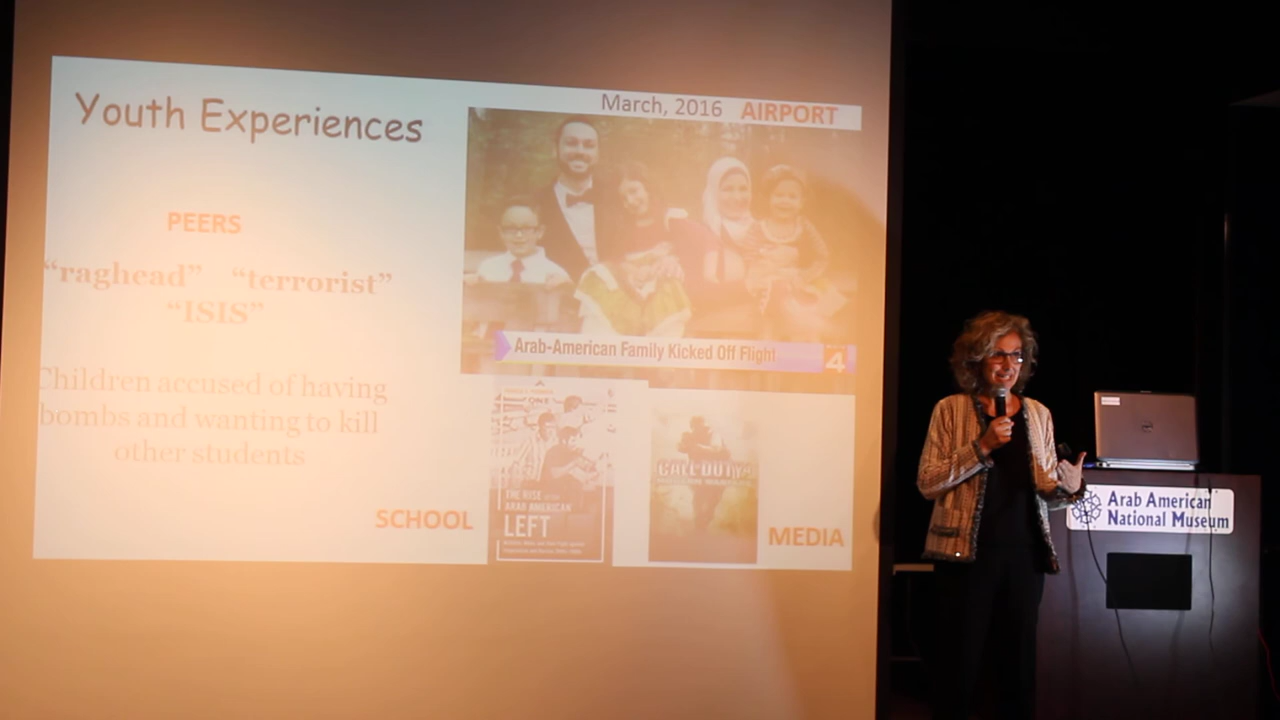 Youth Experiences
March, 2016 AIRPORT
PEERS
“raghead” “terrorist”
“ISIS”
Children accused of having
bombs and wanting to kill
other students
SCHOOL
Arab-American Family Kicked Off Flight
4
THE RISE
ARAB AMERICAN
LEFT
CALL OF DUTY 4
MEDIA
Arab American
National Museum